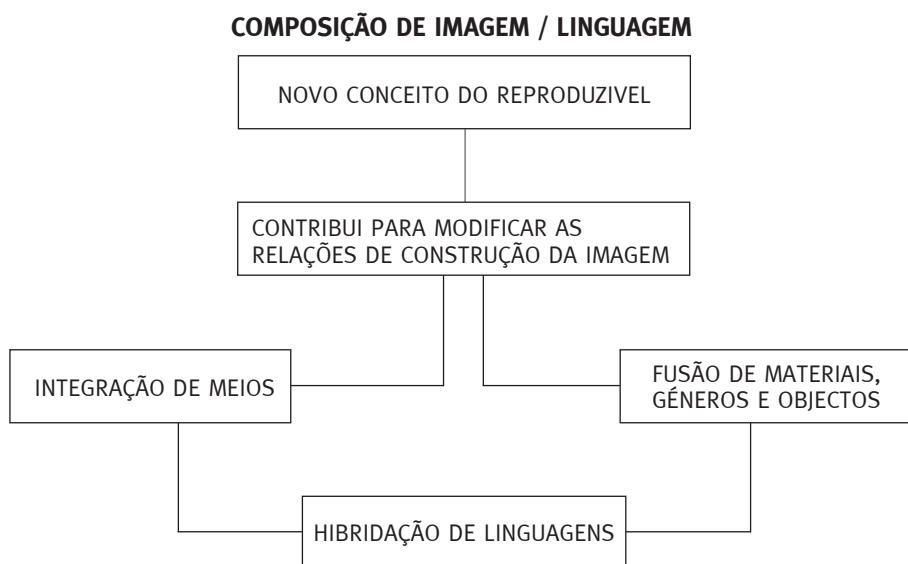 COMPOSIÇÃO DE IMAGEM / LINGUAGEM
NOVO CONCEITO DO REPRODUZIVEL
CONTRIBUI PARA MODIFICAR AS
RELAÇÕES DE CONSTRUÇÃO DA IMAGEM
INTEGRAÇÃO DE MEIOS
FUSÃO DE MATERIAIS,
GÉNEROS E OBJECTOS
HIBRIDAÇÃO DE LINGUAGENS